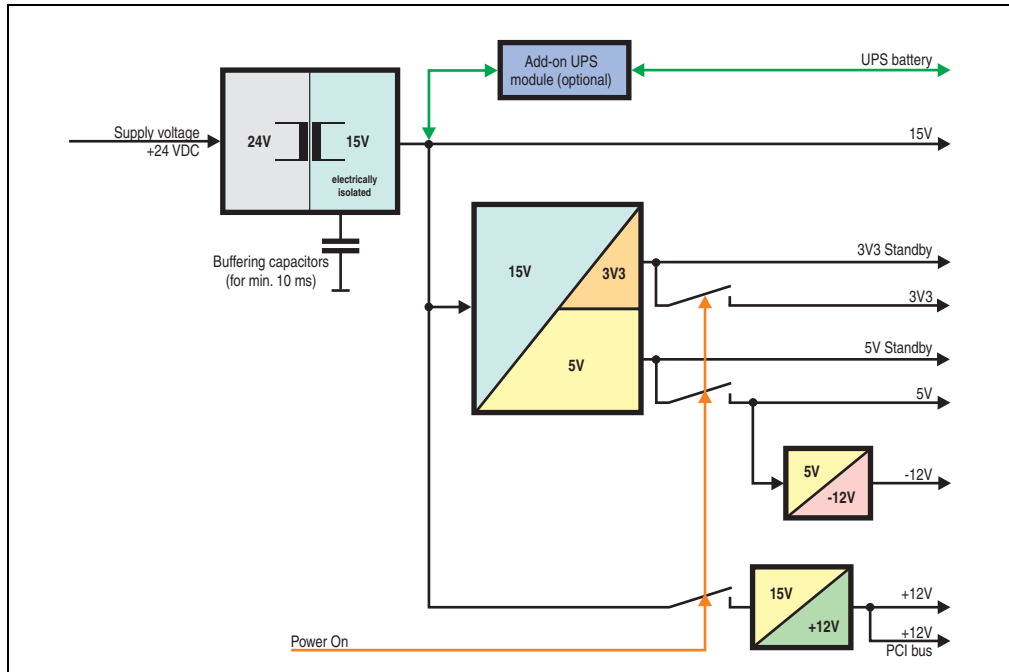 Add-on UPS
module (optional)
UPS battery
Supply voltage
+24 VDC
24V
15V
electrically
isolated
15V
Buffering capacitors
(for min. 10 ms)
15V
3V3
5V
3V3 Standby
3V3
5V Standby
5V
5V
-12V
-12V
15V
+12V
+12V
+12V
PCI bus
Power On